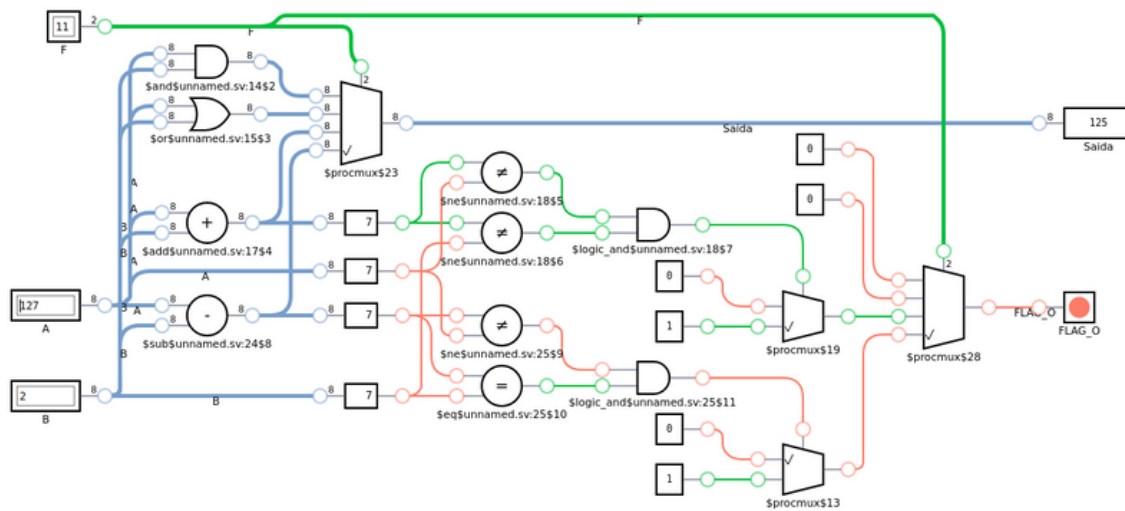 11
2
F
F
F
8
8
8
$and$unnamed.sv:14$2
8
8
8
$or$unnamed.sv:15$3
8
8
8
8
2
$procmux$23
8
Saida
8
125
Saida
A
A
B
B
A
8
8
+
8
$add$unnamed.sv:17$4
8
7
A
8
7
127
8
A
B
A
8
8
-
8
$sub$unnamed.sv:24$8
8
7
B
2
8
B
B
8
7
≠
$ne$unnamed.sv:18$5
≠
$ne$unnamed.sv:18$6
$logic_and$unnamed.sv:18$7
≠
$ne$unnamed.sv:25$9
=
$eq$unnamed.sv:25$10
$logic_and$unnamed.sv:25$11
0
1
$procmux$19
0
1
$procmux$13
0
0
2
$procmux$28
FLAG_O
FLAG_O